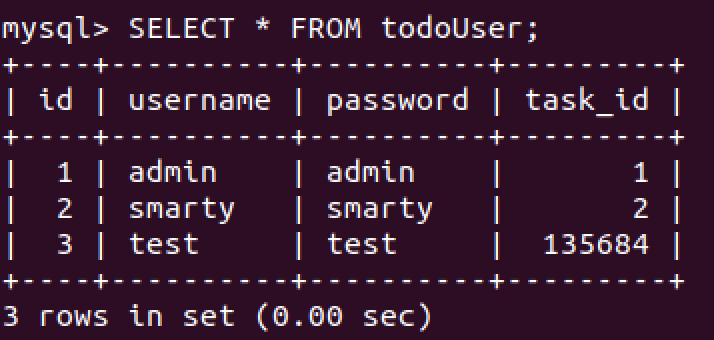 mysql> SELECT * FROM todoUser;
+----+----------+----------+---------+
| id | username | password | task_id |
+----+----------+----------+---------+
|  1 | admin    | admin    |       1 |
|  2 | smarty   | smarty   |       2 |
|  3 | test     | test     |  135684 |
+----+----------+----------+---------+
3 rows in set (0.00 sec)